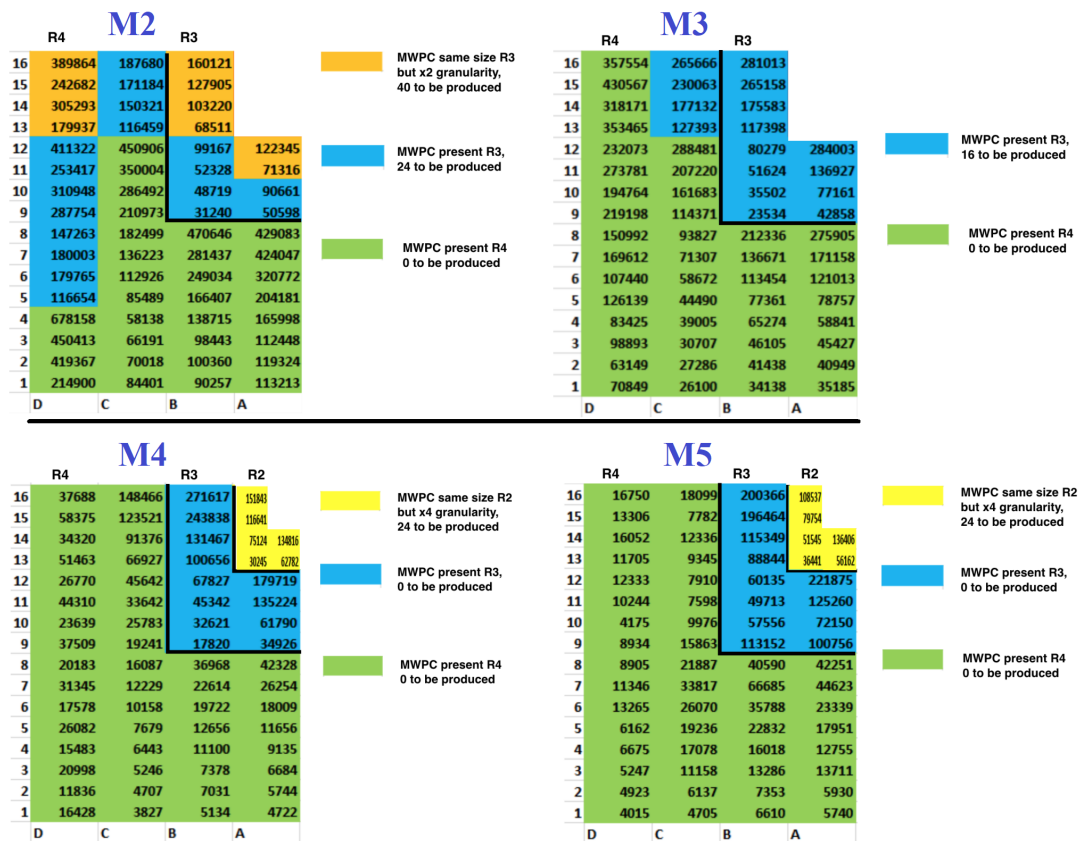 M2
R4 R3
16 389864 187680 160121
15 242682 171184 127905
14 305293 150321 103220
13 179937 116459 68511
12 411322 450906 99167 122345
11 253417 350004 52328 71316
10 310948 286492 48719 90661
9 287754 210973 31240 50598
8 147263 182499 470646 429083
7 180003 136223 281437 424047
6 179765 112926 249034 320772
5 116654 85489 166407 204181
4 678158 58138 138715 165998
3 450413 66191 98443 112448
2 419367 70018 100360 119324
1 214900 84401 90257 113213
D C B A
MWPC same size R3
but x2 granularity,
40 to be produced
MWPC present R3,
24 to be produced
MWPC present R4
0 to be produced
M3
R4 R3
16 357554 265666 281013
15 430567 230063 265158
14 318171 177132 175583
13 353465 127393 117398
12 232073 288481 80279 284003
11 273781 207220 51624 136927
10 194764 161683 35502 77161
9 219198 114371 23534 42858
8 150992 93827 212336 275905
7 169612 71307 136671 171158
6 107440 58672 113454 121013
5 126139 44490 77361 78757
4 83425 39005 65274 58841
3 98893 30707 46105 45427
2 63149 27286 41438 40949
1 70849 26100 34138 35185
D C B A
MWPC present R3,
16 to be produced
MWPC present R4
0 to be produced
M4
R4 R3 R2
16 37688 148466 271617 151843
15 58375 123521 243838 116641
14 34320 91376 131467 75124 134816
13 51463 66927 100656 30245 62782
12 26770 45642 67827 179719
11 44310 33642 45342 135224
10 23639 25783 32621 61790
9 37509 19241 17820 34926
8 20183 16087 36968 42328
7 31345 12229 22614 26254
6 17578 10158 19722 18009
5 26082 7679 12656 11656
4 15483 6443 11100 9135
3 20998 5246 7378 6684
2 11836 4707 7031 5744
1 16428 3827 5134 4722
D C B A
MWPC same size R2
but x4 granularity,
24 to be produced
MWPC present R3,
0 to be produced
MWPC present R4
0 to be produced
M5
R4 R3 R2
16 16750 18099 200366 108537
15 13306 7782 196464 79754
14 16052 12336 115349 51545 136406
13 11705 9345 88844 36441 56162
12 12333 7910 60135 221875
11 10244 7598 49713 125260
10 4175 9976 57556 72150
9 8934 15863 113152 100756
8 8905 21887 40590 42251
7 11346 33817 66685 44623
6 13265 26070 35788 23339
5 6162 19236 22832 17951
4 6675 17078 16018 12755
3 5247 11158 13286 13711
2 4923 6137 7353 5930
1 4015 4705 6610 5740
D C B A
MWPC same size R2
but x4 granularity,
24 to be produced
MWPC present R3,
0 to be produced
MWPC present R4
0 to be produced